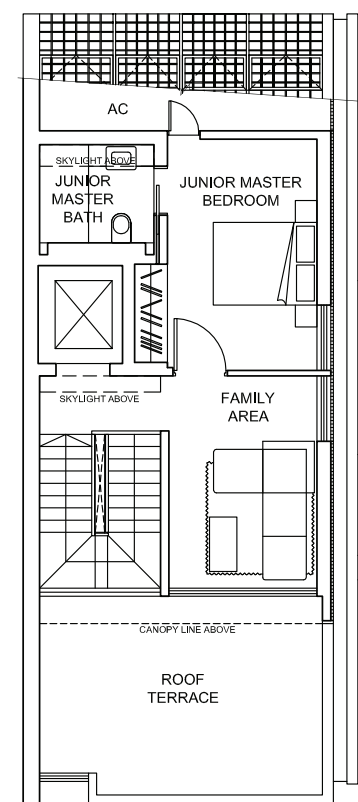 AC
SKYLIGHT ABOVE
JUNIOR
MASTER
BATH
JUNIOR MASTER
BEDROOM
SKYLIGHT ABOVE
FAMILY
AREA
CANOPY LINE ABOVE
ROOF
TERRACE